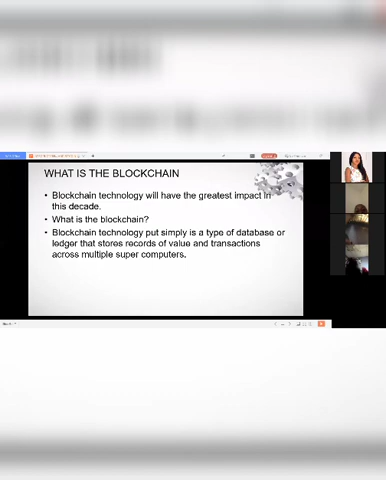 WHAT IS THE BLOCKCHAIN
• Blockchain technology will have the greatest impact in
this decade.
• What is the blockchain?
• Blockchain technology put simply is a type of database or
ledger that stores records of value and transactions
across multiple super computers.